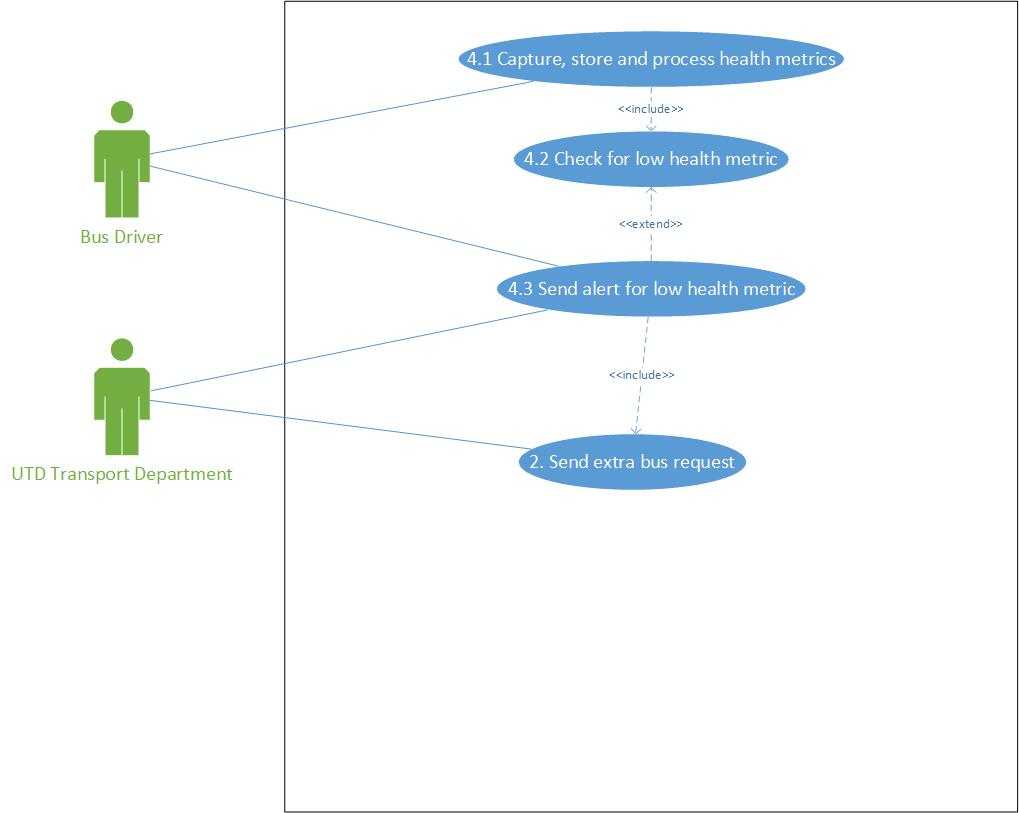 4.1 Capture, store and process health metrics
<<include>>
4.2 Check for low health metric
Bus Driver
<<extend>>
4.3 Send alert for low health metric
<<include>>
UTD Transport Department
2. Send extra bus request